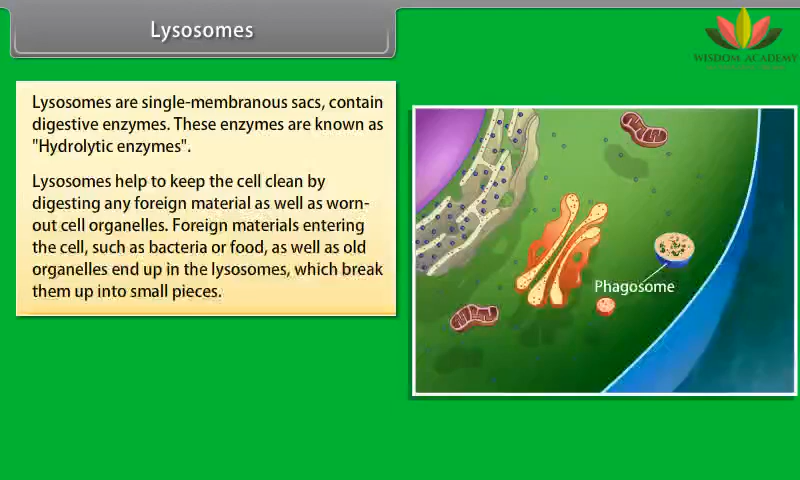 Lysosomes
WISDOM ACADEMY
Lysosomes are single-membranous sacs, contain
digestive enzymes. These enzymes are known as
"Hydrolytic enzymes".
Lysosomes help to keep the cell clean by
digesting any foreign material as well as worn-
out cell organelles. Foreign materials entering
the cell, such as bacteria or food, as well as old
organelles end up in the lysosomes, which break
them up into small pieces.
Phagosome